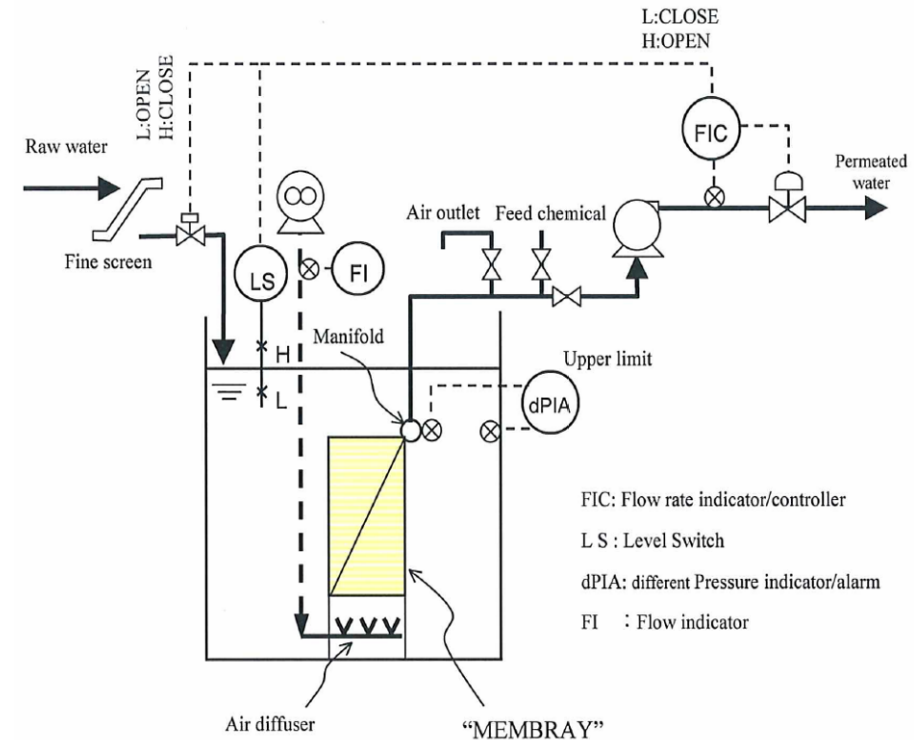 L:CLOSE
H:OPEN
L:OPEN
H:CLOSE
Raw water
FIC
Permeated
water
Air outlet
Feed chemical
Fine screen
LS
FI
Manifold
H
L
Upper limit
dPIA
FIC: Flow rate indicator/controller
L S : Level Switch
dPIA: different Pressure indicator/alarm
FI : Flow indicator
Air diffuser
“MEMBRAY”